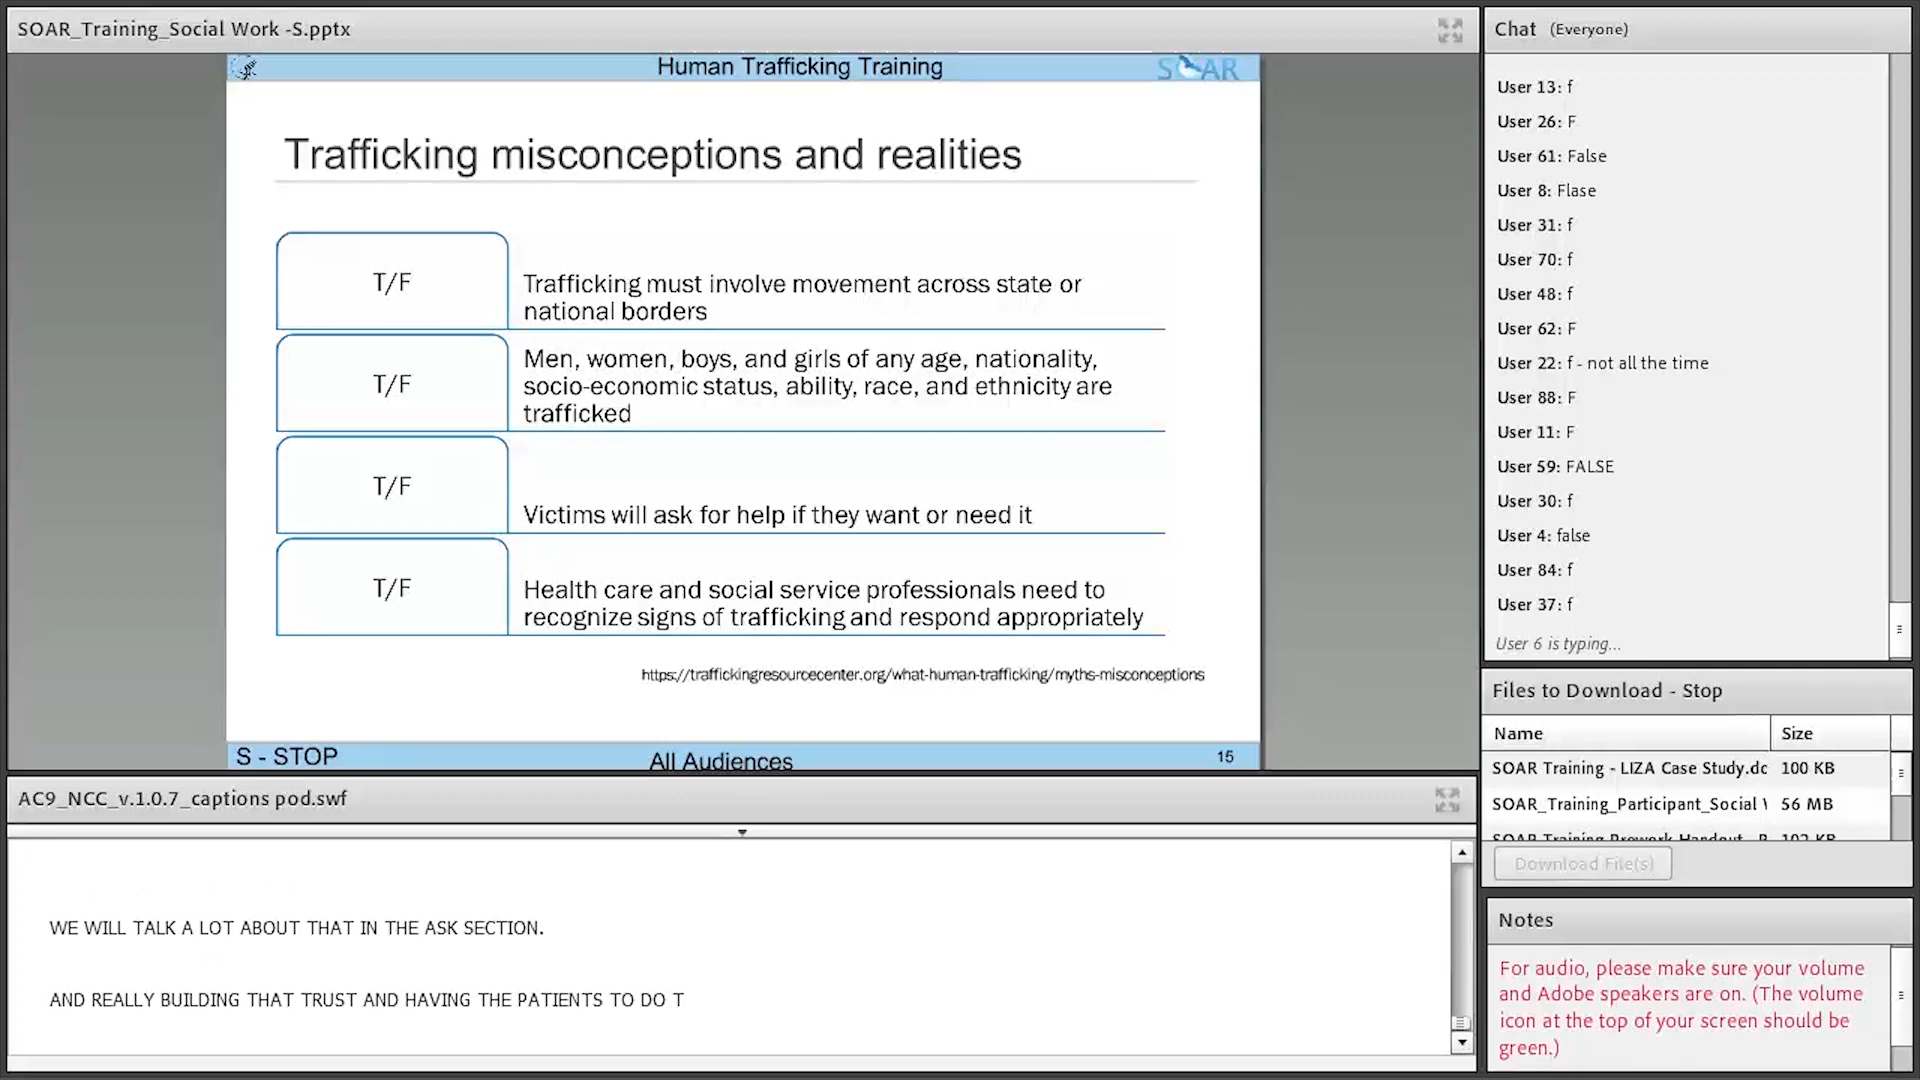 SOAR_Training_Social Work -S.pptx
Human Trafficking Training
SOAR
Trafficking misconceptions and realities
T/F
Trafficking must involve movement across state or
national borders
T/F
Men, women, boys, and girls of any age, nationality,
socio-economic status, ability, race, and ethnicity are
trafficked
T/F
Victims will ask for help if they want or need it
T/F
Health care and social service professionals need to
recognize signs of trafficking and respond appropriately
https://traffickingresourcecenter.org/what-human-trafficking/myths-misconceptions
S - STOP
All Audiences
15
AC9_NCC_v.1.0.7_captions pod.swf
WE WILL TALK A LOT ABOUT THAT IN THE ASK SECTION.
AND REALLY BUILDING THAT TRUST AND HAVING THE PATIENTS TO DO T
Chat (Everyone)
User 13: f
User 26: F
User 61: False
User 8: Flase
User 31: f
User 70: f
User 48: f
User 62: F
User 22: f - not all the time
User 88: F
User 11: F
User 59: FALSE
User 30: f
User 4: false
User 84: f
User 37: f
User 6 is typing...
Files to Download - Stop
Name Size
SOAR Training - LIZA Case Study.dc 100 KB
SOAR_Training_Participant_Social 56 MB
SOAR Training Prework Handout 102 KB
Download File(s)
Notes
For audio, please make sure your volume
and Adobe speakers are on. (The volume
icon at the top of your screen should be
green.)